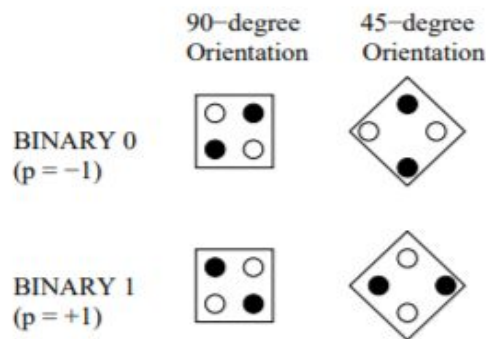 90−degree
Orientation
45−degree
Orientation
BINARY 0
(p = −1)
BINARY 1
(p = +1)